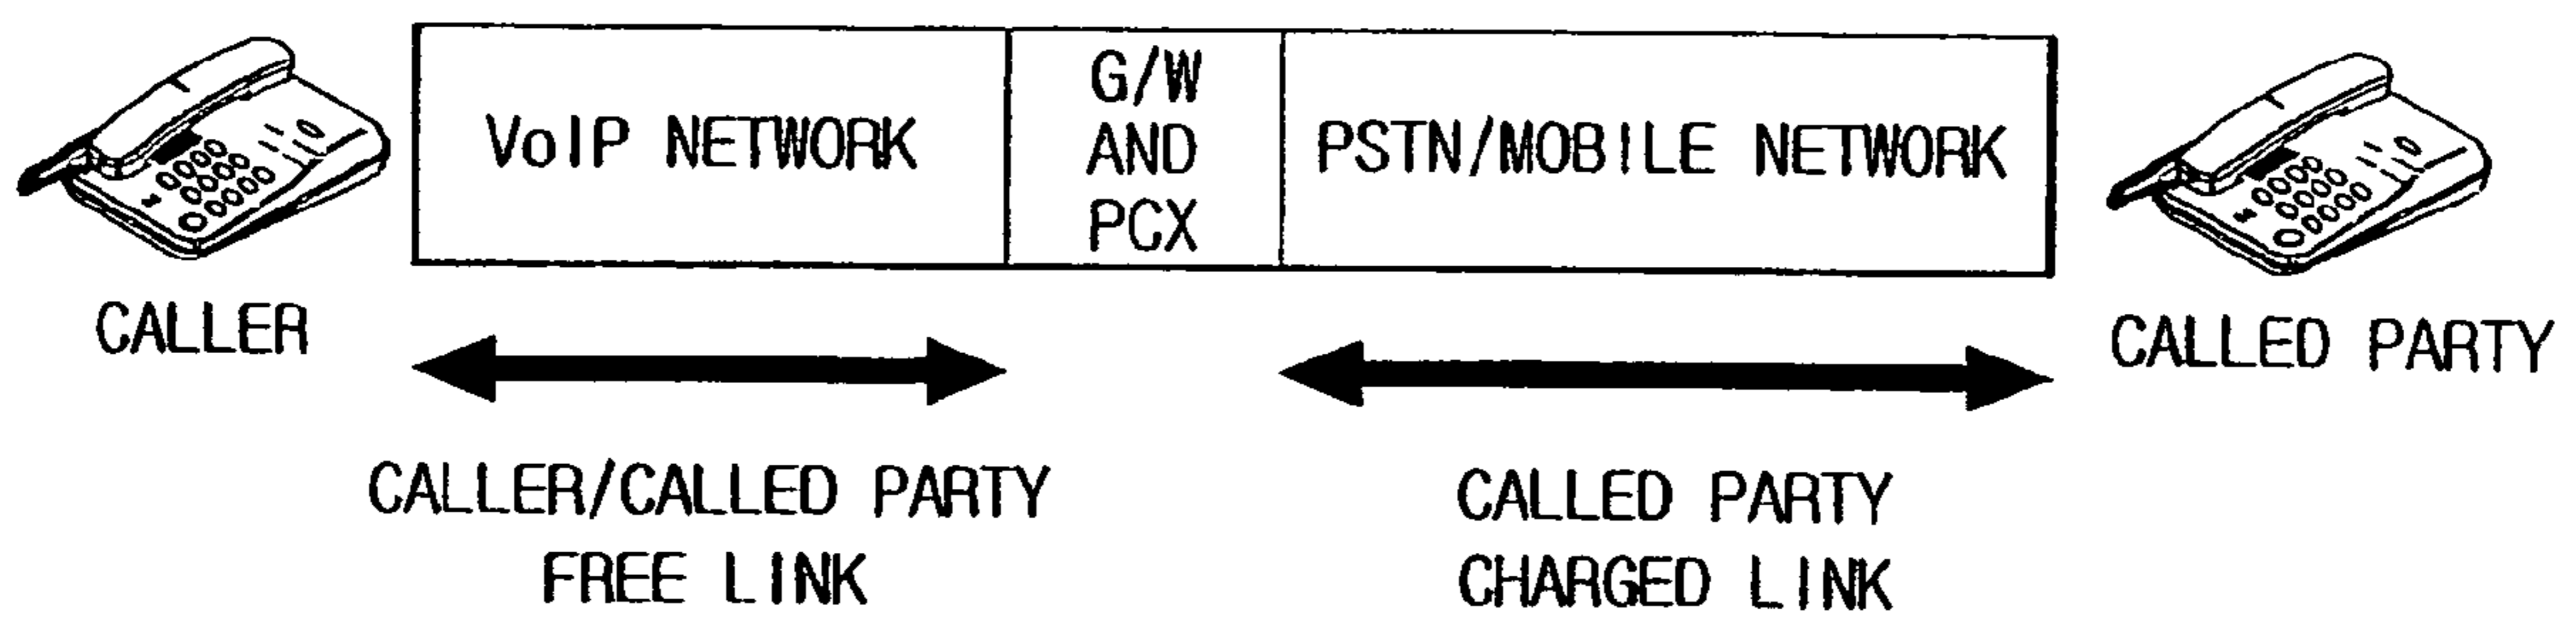 VoIP NETWORK
G/W
AND
PCX
PSTN/MOBILE NETWORK
CALLER
CALLED PARTY
CALLER/CALLED PARTY
FREE LINK
CALLED PARTY
CHARGED LINK